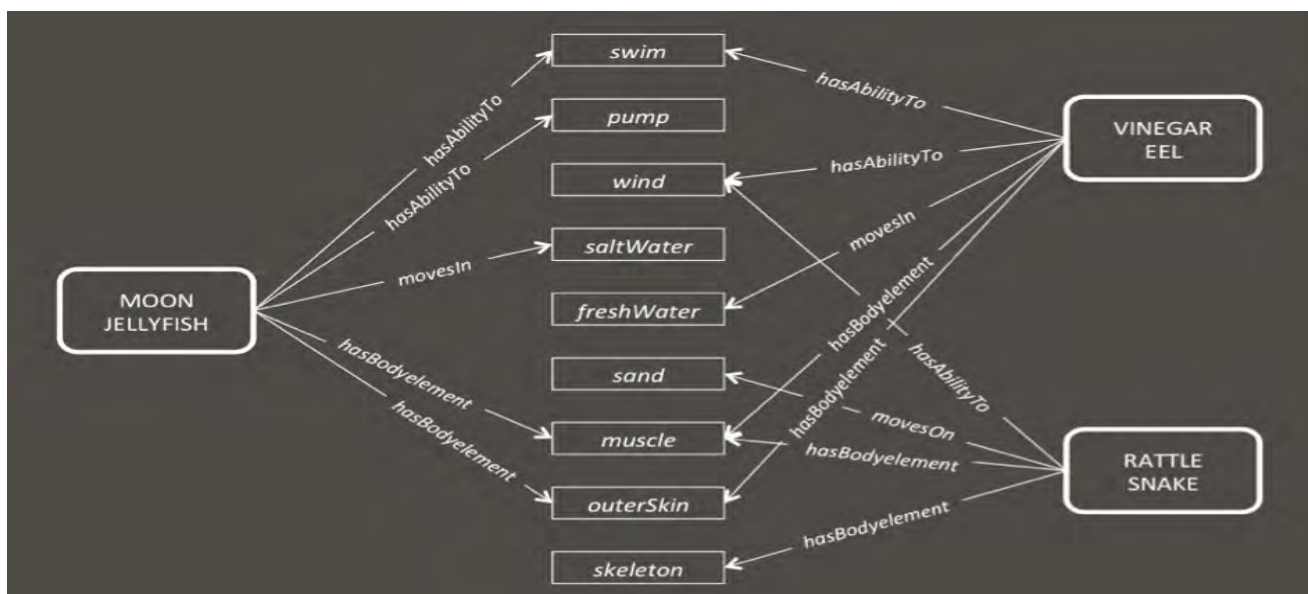 swim
hasAbilityTo
hasAbilityTo
pump
VINEGAR
EEL
hasAbilityTo
hasAbilityTo
wind
saltWater
movesIn
movesIn
MOON
JELLYFISH
freshWater
hasBodyelement
hasBodyelement
hasAbilityTo
sand
hasBodyelement
hasBodyelement
movesOn
muscle
hasBodyelement
RATTLE
SNAKE
outerSkin
hasBodyelement
skeleton